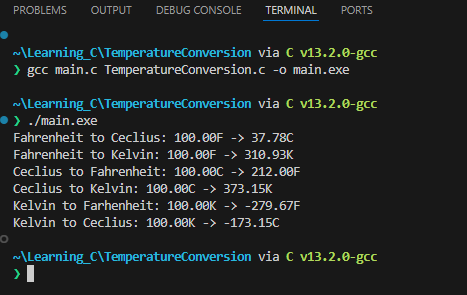 PROBLEMS OUTPUT DEBUG CONSOLE TERMINAL PORTS
~\Learning_C\TemperatureConversion via C v13.2.0-gcc
❯ gcc main.c TemperatureConversion.c -o main.exe
~\Learning_C\TemperatureConversion via C v13.2.0-gcc
❯ ./main.exe
Fahrenheit to Ceclius: 100.00F -> 37.78C
Fahrenheit to Kelvin: 100.00F -> 310.93K
Ceclius to Fahrenheit: 100.00C -> 212.00F
Ceclius to Kelvin: 100.00C -> 373.15K
Kelvin to Farhenheit: 100.00K -> -279.67F
Kelvin to Ceclius: 100.00K -> -173.15C
~\Learning_C\TemperatureConversion via C v13.2.0-gcc
❯